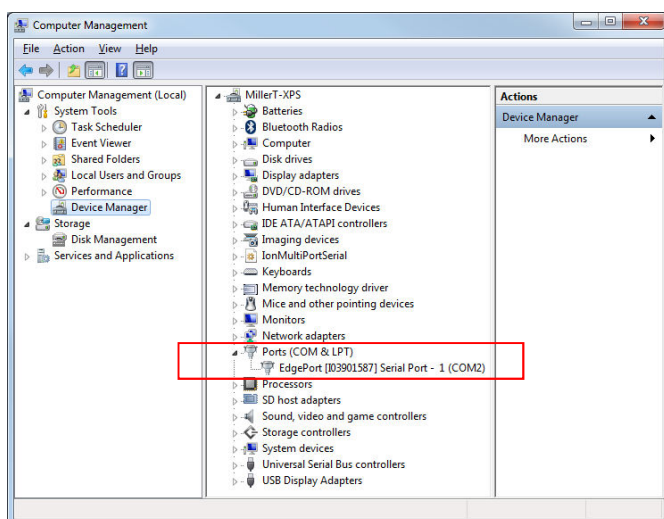 Computer Management
File Action View Help
Computer Management (Local)
System Tools
Task Scheduler
Event Viewer
Shared Folders
Local Users and Groups
Performance
Device Manager
Storage
Disk Management
Services and Applications
MillerT-XPS
Batteries
Bluetooth Radios
Computer
Disk drives
Display adapters
DVD/CD-ROM drives
Human Interface Devices
IDE ATA/ATAPI controllers
Imaging devices
IonMultiPortSerial
Keyboards
Memory technology driver
Mice and other pointing devices
Monitors
Network adapters
Ports (COM & LPT)
EdgePort [I03901587] Serial Port - 1 (COM2)
Processors
SD host adapters
Sound, video and game controllers
Storage controllers
System devices
Universal Serial Bus controllers
USB Display Adapters
Actions
Device Manager
More Actions